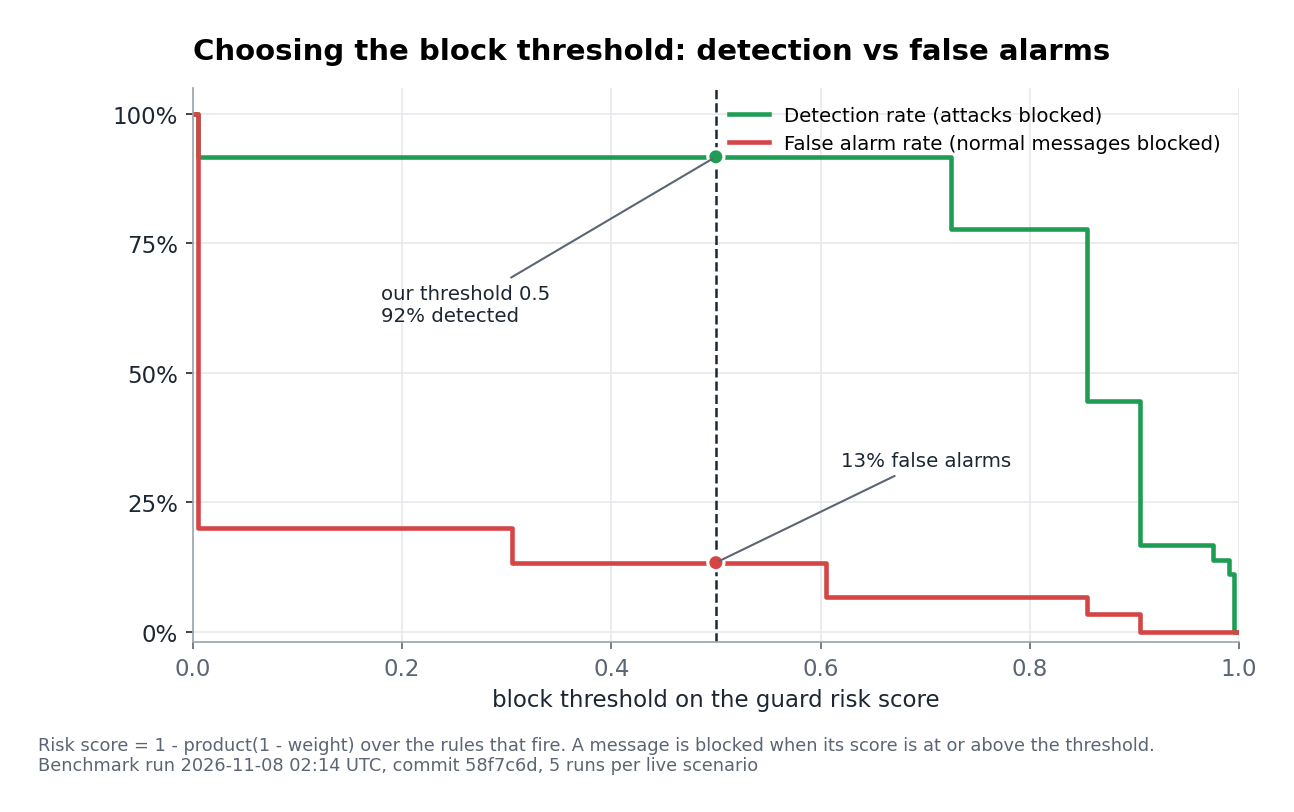 Choosing the block threshold: detection vs false alarms
100%
75%
50%
25%
0%
Detection rate (attacks blocked)
False alarm rate (normal messages blocked)
our threshold 0.5
92% detected
13% false alarms
0.0 0.2 0.4 0.6 0.8 1.0
block threshold on the guard risk score
Risk score = 1 - product(1 - weight) over the rules that fire. A message is blocked when its score is at or above the threshold.
Benchmark run 2026-11-08 02:14 UTC, commit 58f7c6d, 5 runs per live scenario